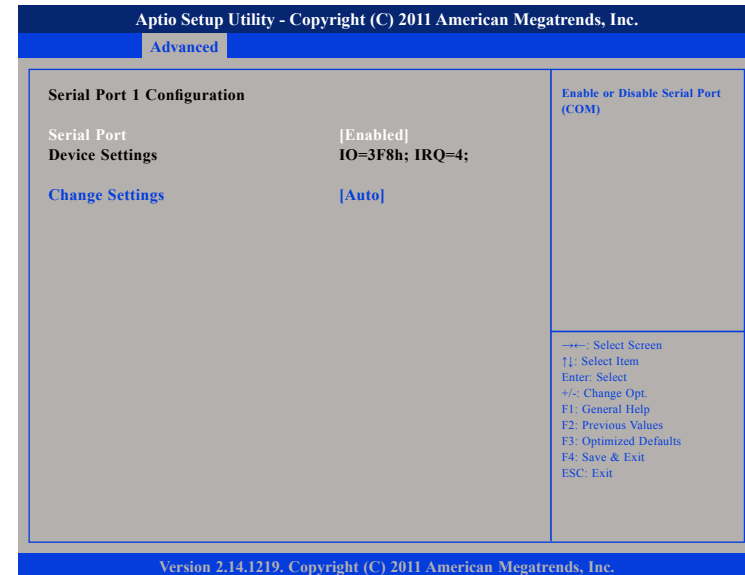 Aptio Setup Utility - Copyright (C) 2011 American Megatrends, Inc.
Advanced
Serial Port 1 Configuration
Serial Port [Enabled]
Device Settings IO=3F8h; IRQ=4;
Change Settings [Auto]
Enable or Disable Serial Port
(COM)
→←: Select Screen
↑↓: Select Item
Enter: Select
+/-: Change Opt.
F1: General Help
F2: Previous Values
F3: Optimized Defaults
F4: Save & Exit
ESC: Exit
Version 2.14.1219. Copyright (C) 2011 American Megatrends, Inc.